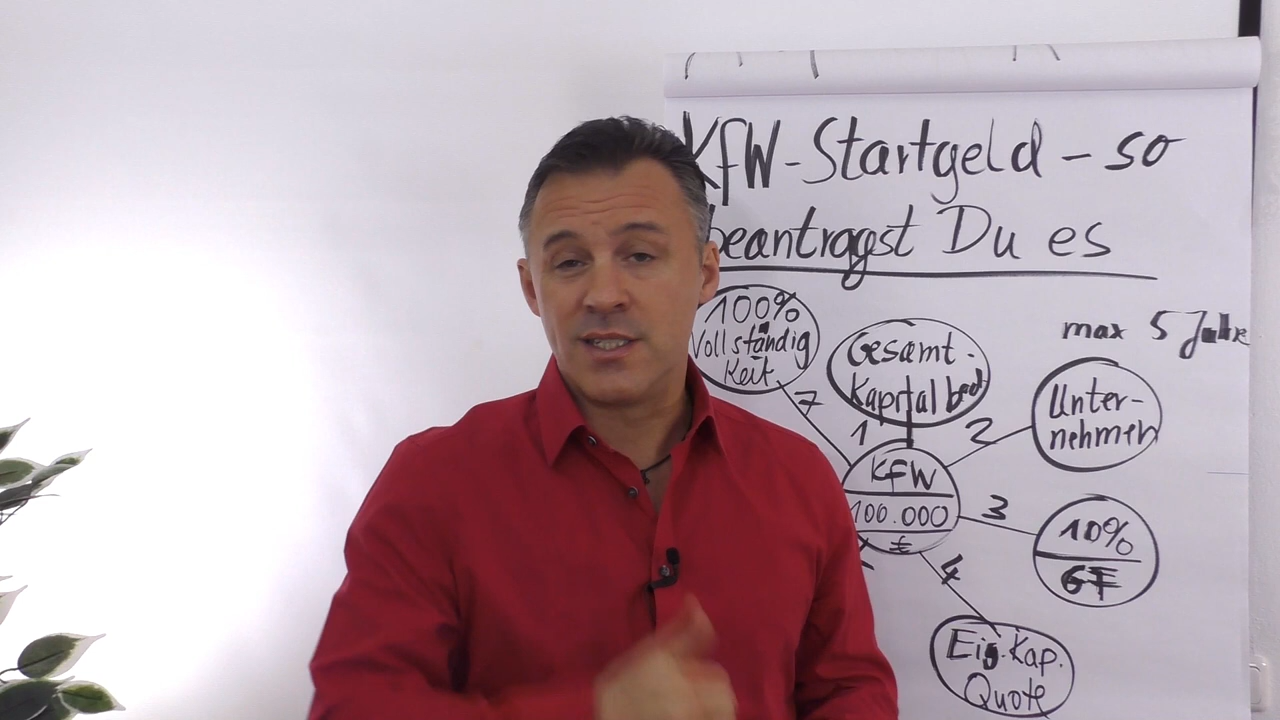 KfW-Startgeld - so
beantragst Du es
max 5 Jahre
100%
Vollständig
Keit
7
Gesamt-
Kapitalbed.
1
2
Unter-
nehmen
KfW
100.000
€
3
10%
GF
4
Eig.Kap.
Quote